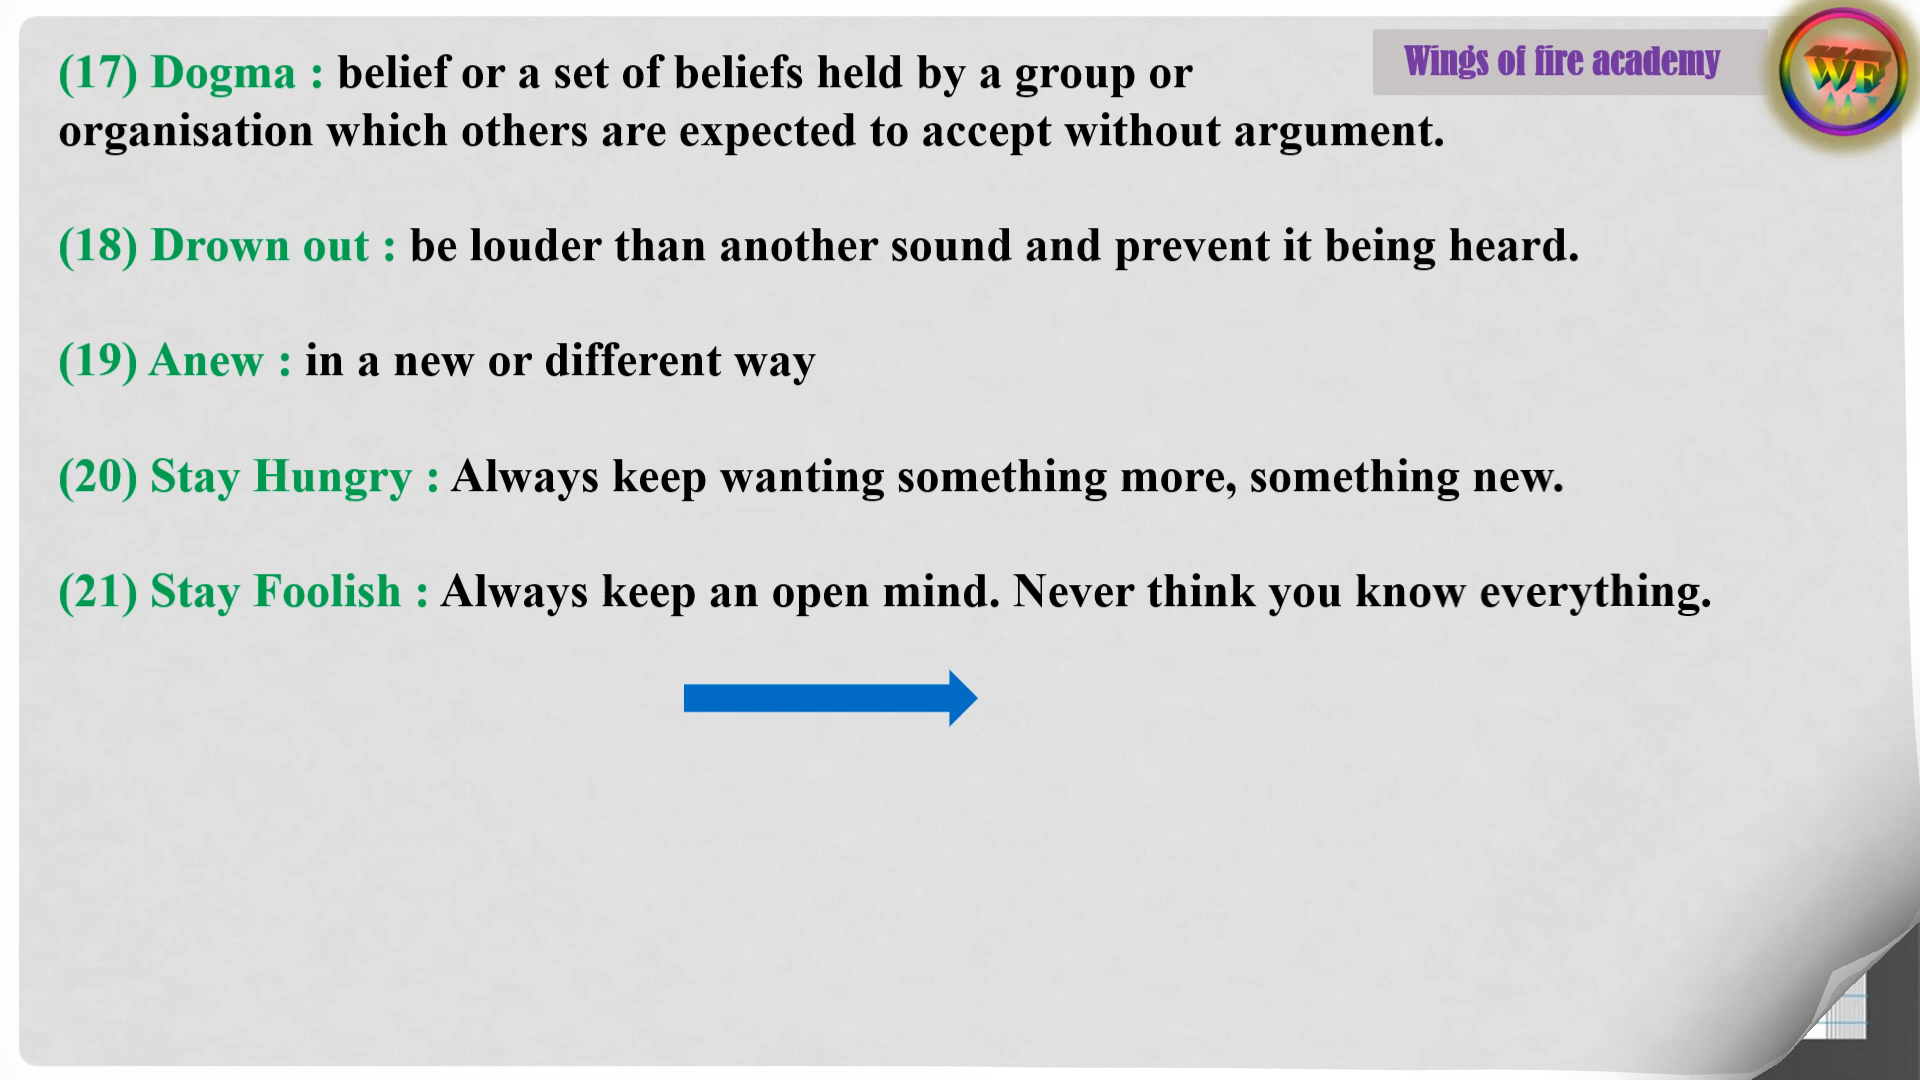 (17) Dogma : belief or a set of beliefs held by a group or
Wings of fire academy
WE
organisation which others are expected to accept without argument.
(18) Drown out : be louder than another sound and prevent it being heard.
(19) Anew : in a new or different way
(20) Stay Hungry : Always keep wanting something more, something new.
(21) Stay Foolish : Always keep an open mind. Never think you know everything.